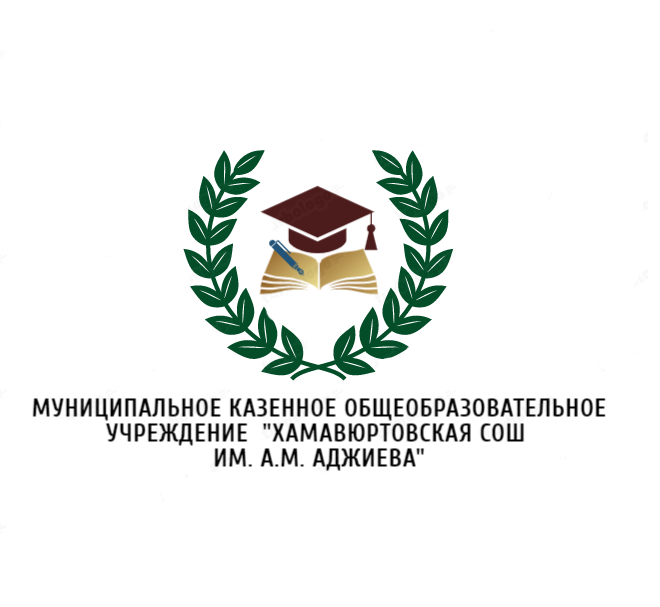 МУНИЦИПАЛЬНОЕ КАЗЕННОЕ ОБЩЕОБРАЗОВАТЕЛЬНОЕ
УЧРЕЖДЕНИЕ "ХАМАВЮРТОВСКАЯ СОШ
ИМ. А.М. АДЖИЕВА"